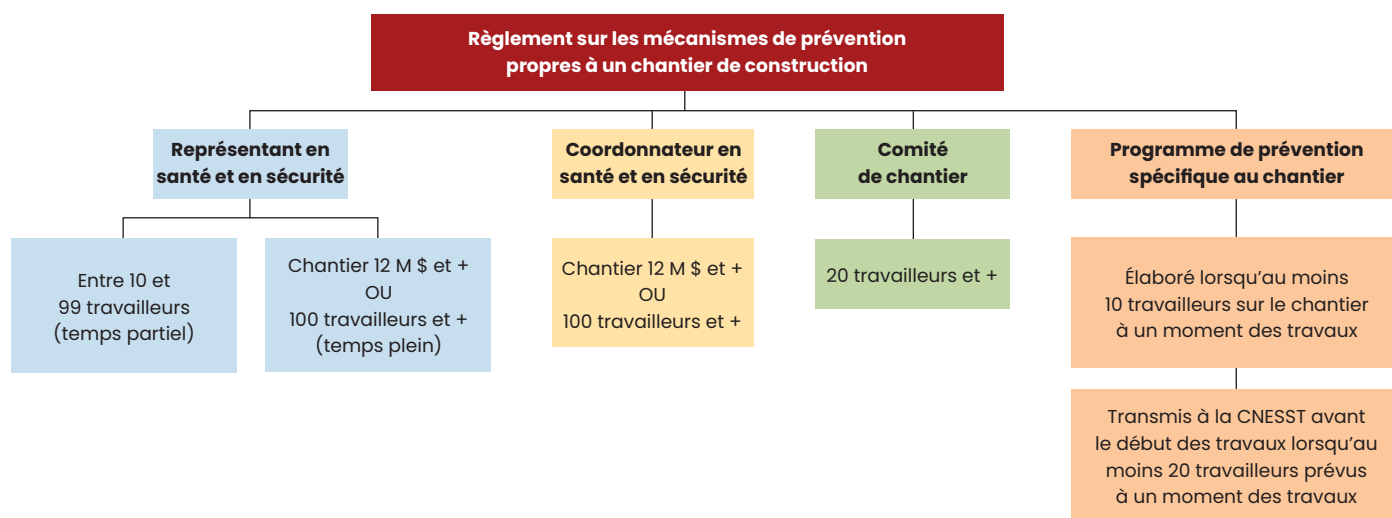 Règlement sur les mécanismes de prévention
propres à un chantier de construction
Représentant en
santé et en sécurité
Entre 10 et
99 travailleurs
(temps partiel)
Chantier 12 M $ et +
OU
100 travailleurs et +
(temps plein)
Coordonnateur en
santé et en sécurité
Chantier 12 M $ et +
OU
100 travailleurs et +
Comité
de chantier
20 travailleurs et +
Programme de prévention
spécifique au chantier
Élaboré lorsqu’au moins
10 travailleurs sur le chantier
à un moment des travaux
Transmis à la CNESST avant
le début des travaux lorsqu’au
moins 20 travailleurs prévus
à un moment des travaux